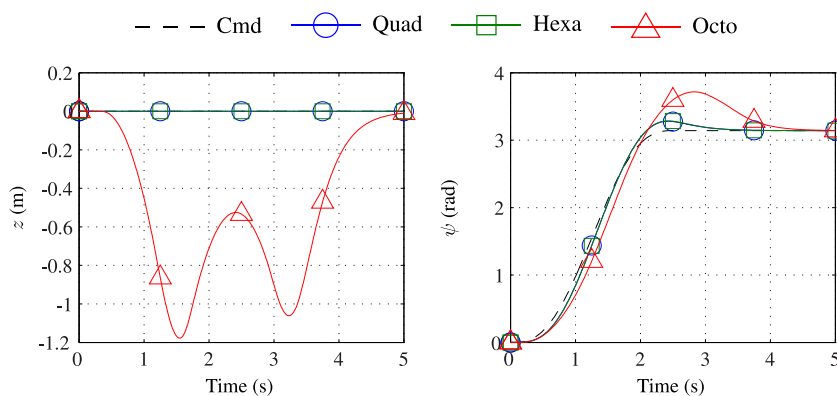 Cmd Quad Hexa Octo
0.2
0
-0.2
-0.4
-0.6
-0.8
-1
-1.2
z (m)
0 1 2 3 4 5
Time (s)
4
3
2
1
0
ψ (rad)
0 1 2 3 4 5
Time (s)